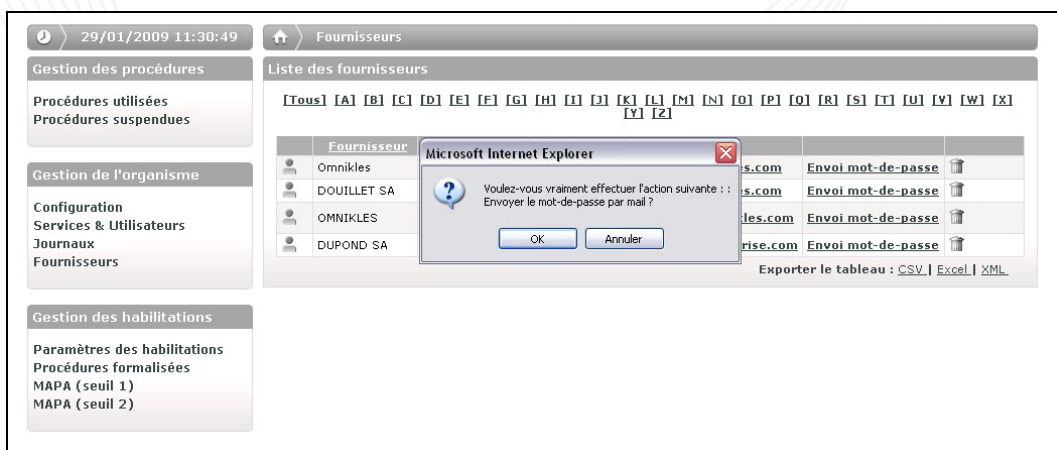 29/01/2009 11:30:49
Fournisseurs
Gestion des procédures
Procédures utilisées
Procédures suspendues
Gestion de l'organisme
Configuration
Services & Utilisateurs
Journaux
Fournisseurs
Gestion des habilitations
Paramètres des habilitations
Procédures formalisées
MAPA (seuil 1)
MAPA (seuil 2)
Liste des fournisseurs
[Tous] [A] [B] [C] [D] [E] [F] [G] [H] [I] [J] [K] [L] [M] [N] [O] [P] [Q] [R] [S] [T] [U] [V] [W] [X]
[Y] [Z]
Fournisseur
Omnikles s.com Envoi mot-de-passe
DOUILLET SA s.com Envoi mot-de-passe
OMNIKLES les.com Envoi mot-de-passe
DUPOND SA rise.com Envoi mot-de-passe
Exporter le tableau : CSV | Excel | XML
Microsoft Internet Explorer
Voulez-vous vraiment effectuer l'action suivante : :
Envoyer le mot-de-passe par mail ?
OK Annuler